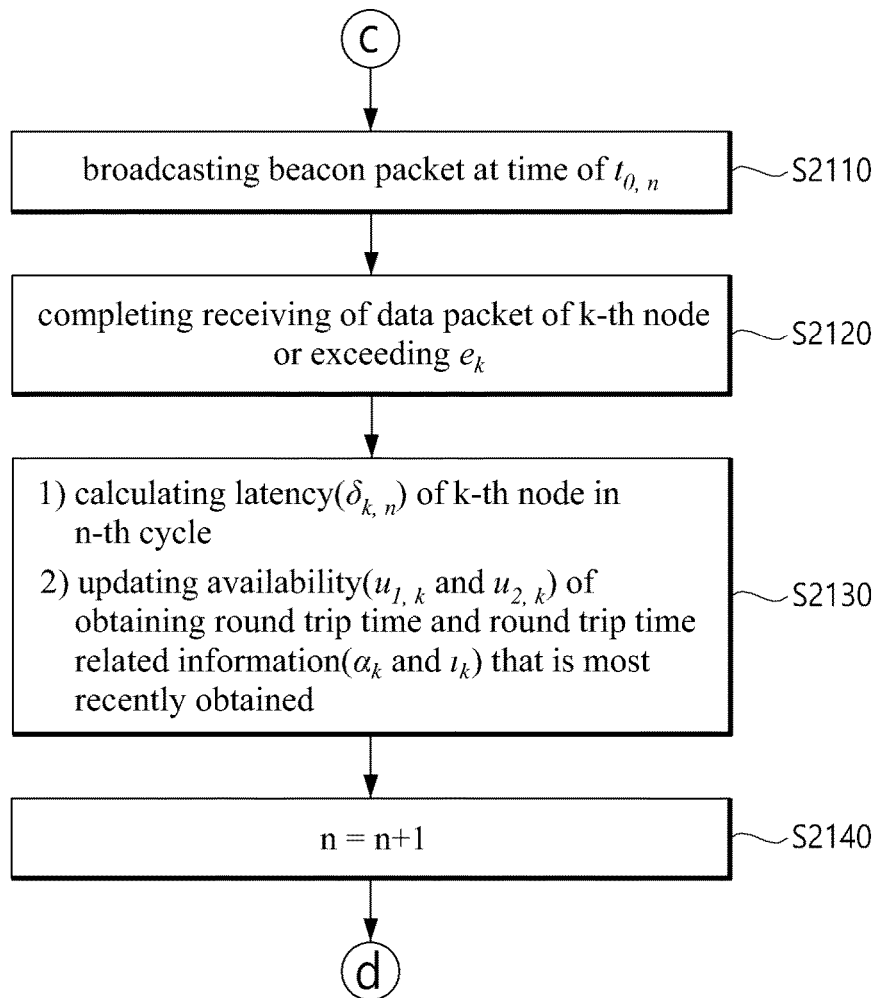 c
broadcasting beacon packet at time of t0, n
S2110
completing receiving of data packet of k-th node
or exceeding ek
S2120
1) calculating latency(δk, n) of k-th node in
n-th cycle
2) updating availability(u1, k and u2, k) of
obtaining round trip time and round trip time
related information(αk and ιk) that is most
recently obtained
S2130
n = n+1
S2140
d